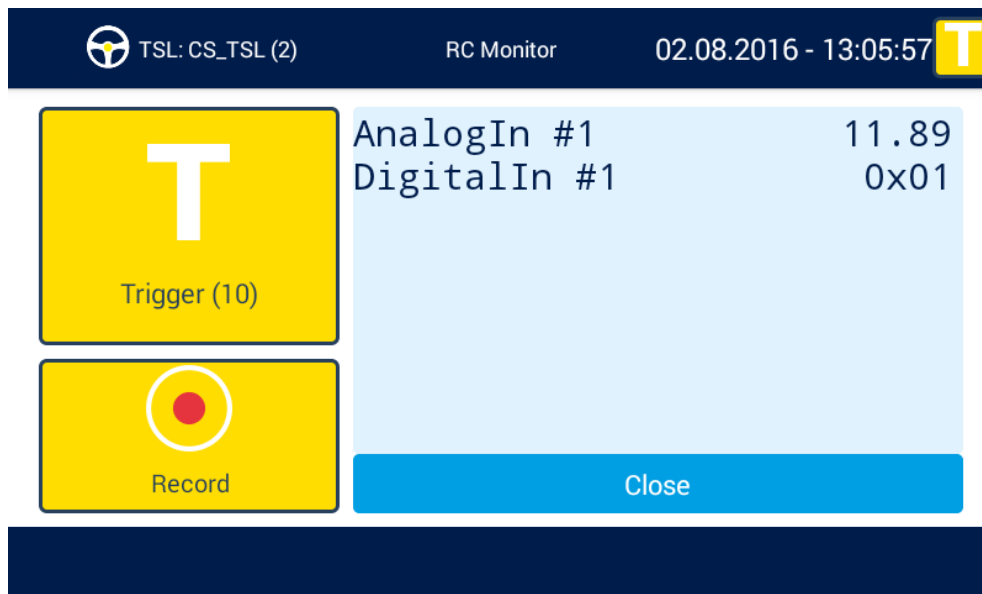 TSL: CS_TSL (2) RC Monitor 02.08.2016 - 13:05:57 T
T
Trigger (10)
Record
AnalogIn #1 11.89
DigitalIn #1 0x01
Close